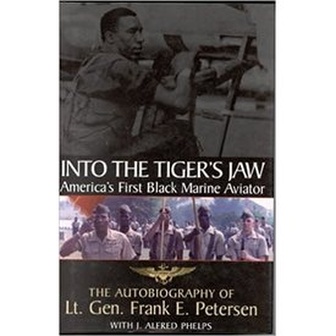 INTO THE TIGER'S JAW
America's First Black Marine Aviator
THE AUTOBIOGRAPHY OF
Lt. Gen. Frank E. Petersen
WITH J. ALFRED PHELPS